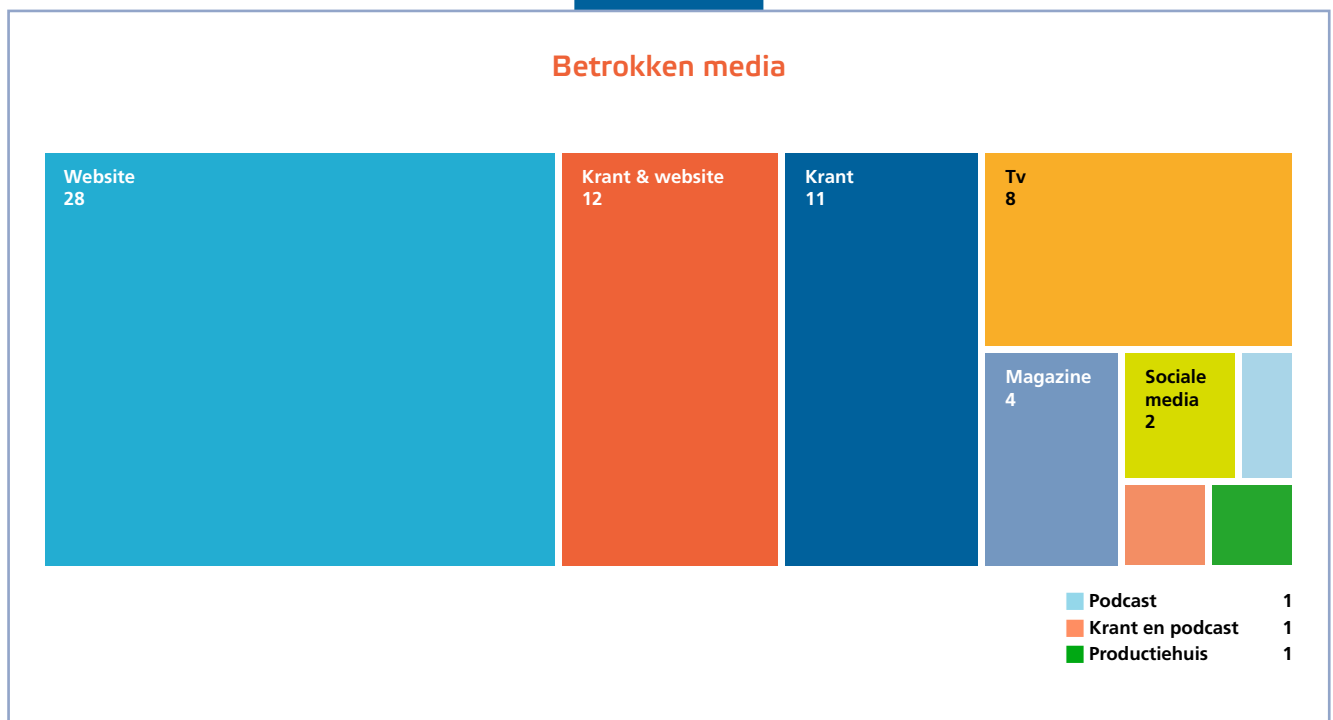 Betrokken media
Website
28
Krant & website
12
Krant
11
Tv
8
Magazine
4
Sociale
media
2
Podcast 1
Krant en podcast 1
Productiehuis 1